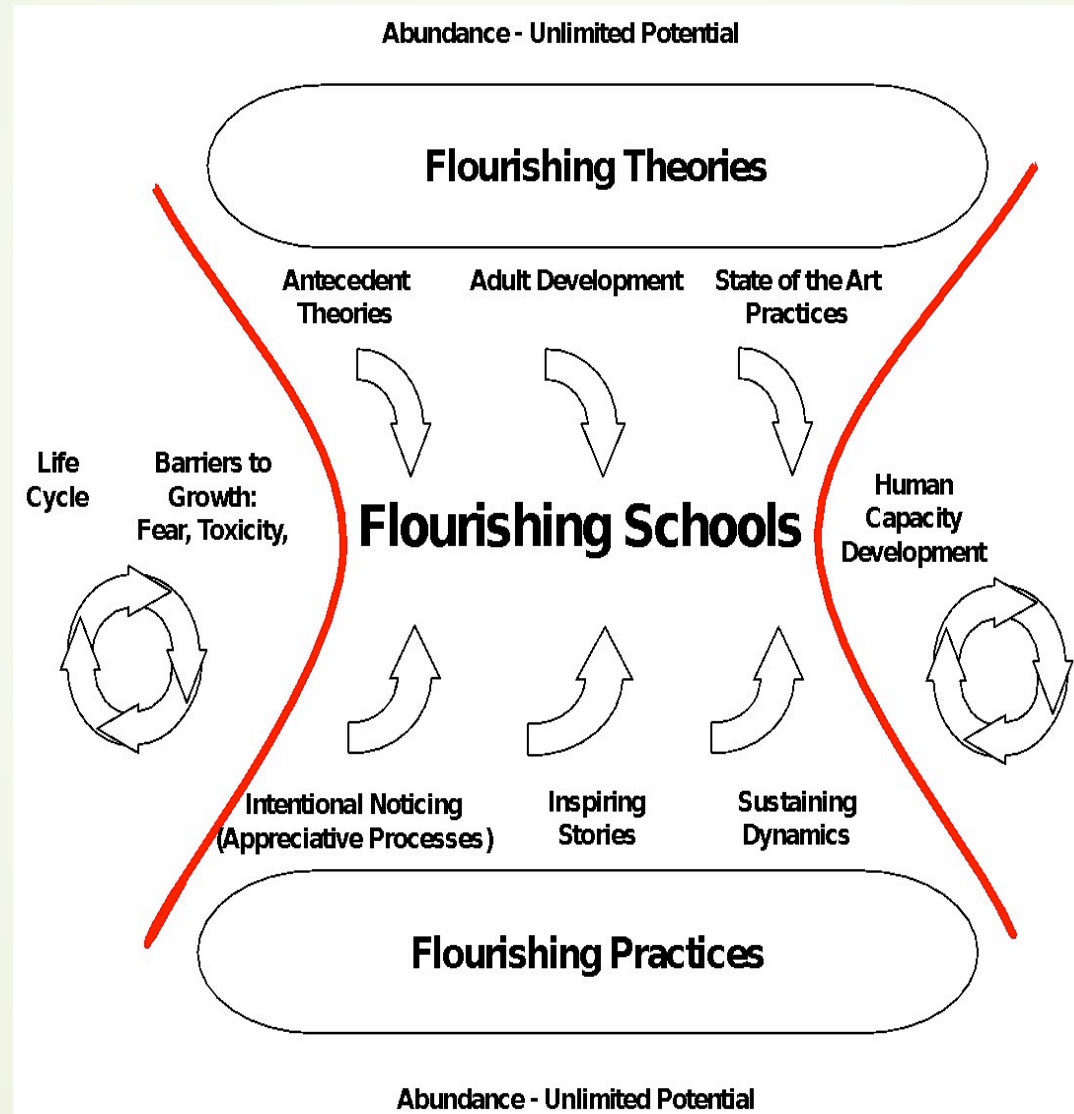 Abundance - Unlimited Potential
Flourishing Theories
Antecedent
Theories
Adult Development
State of the Art
Practices
Life
Cycle
Barriers to
Growth:
Fear, Toxicity,
Flourishing Schools
Human
Capacity
Development
Intentional Noticing
(Appreciative Processes)
Inspiring
Stories
Sustaining
Dynamics
Flourishing Practices
Abundance - Unlimited Potential